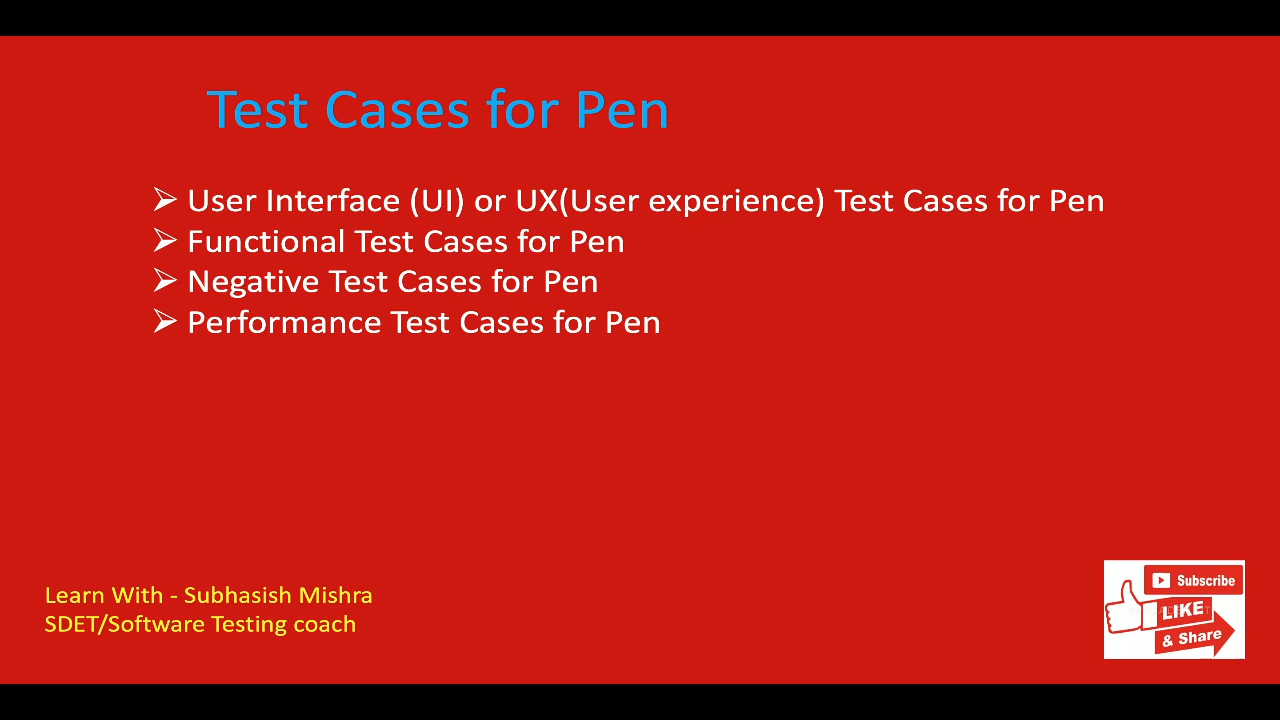 Test Cases for Pen
⮚ User Interface (UI) or UX(User experience) Test Cases for Pen
⮚ Functional Test Cases for Pen
⮚ Negative Test Cases for Pen
⮚ Performance Test Cases for Pen
Learn With - Subhasish Mishra
SDET/Software Testing coach
Subscribe
LIKE
& Share